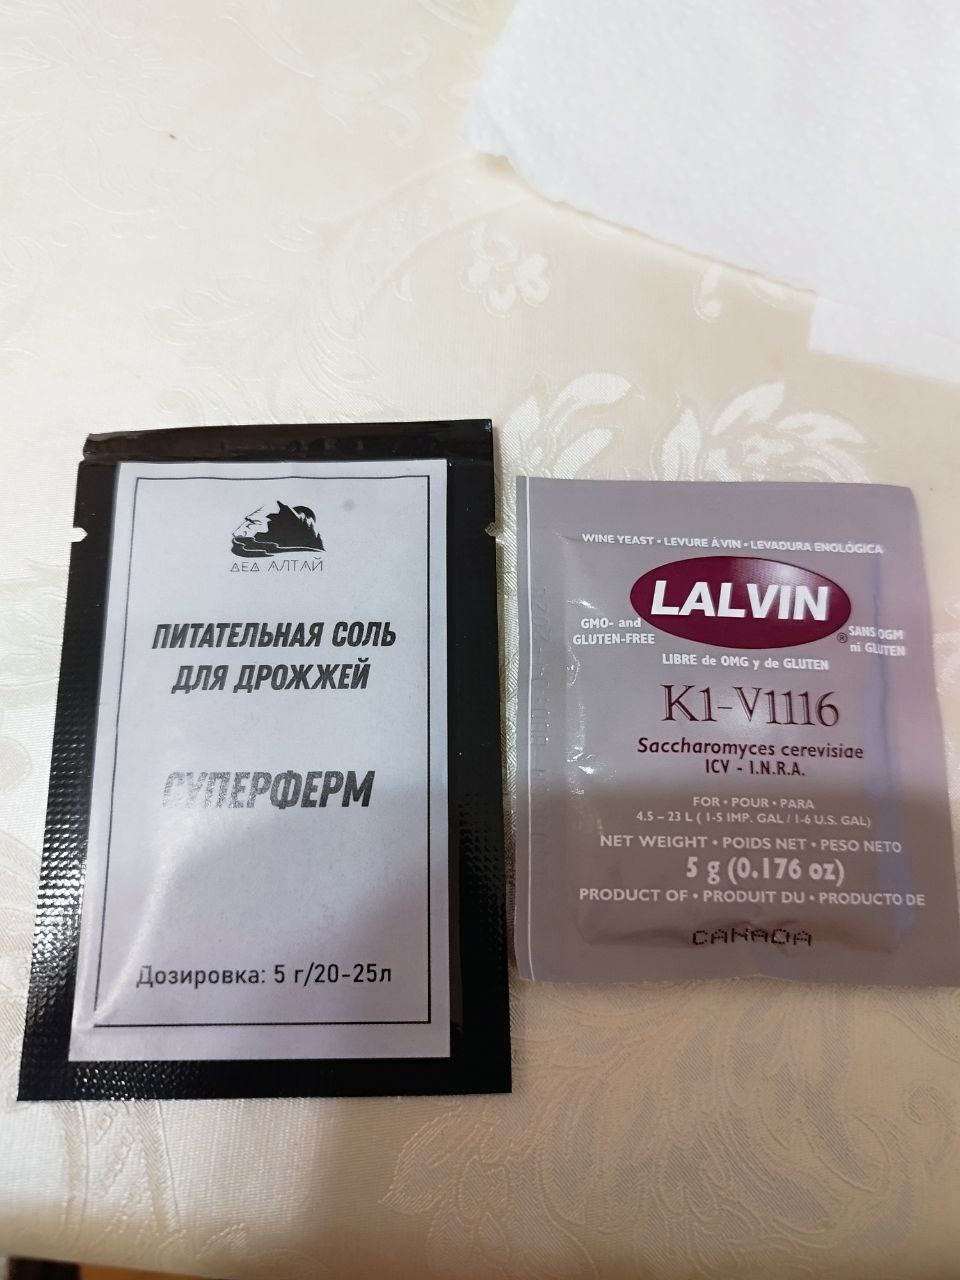 ДЕД АЛТАЙ
ПИТАТЕЛЬНАЯ СОЛЬ
ДЛЯ ДРОЖЖЕЙ
СУПЕРФЕРМ
Дозировка: 5 г/20-25л
WINE YEAST • LEVURE À VIN • LEVADURA ENOLÓGICA
LALVIN
®
GMO- and
GLUTEN-FREE
SANS OGM
ni GLUTEN
LIBRE de OMG y de GLUTEN
K1-V1116
Saccharomyces cerevisiae
ICV - I.N.R.A.
FOR • POUR • PARA
4.5 – 23 L ( 1-5 IMP. GAL / 1-6 U.S. GAL)
NET WEIGHT • POIDS NET • PESO NETO
5 g (0.176 oz)
PRODUCT OF • PRODUIT DU • PRODUCTO DE
CANADA